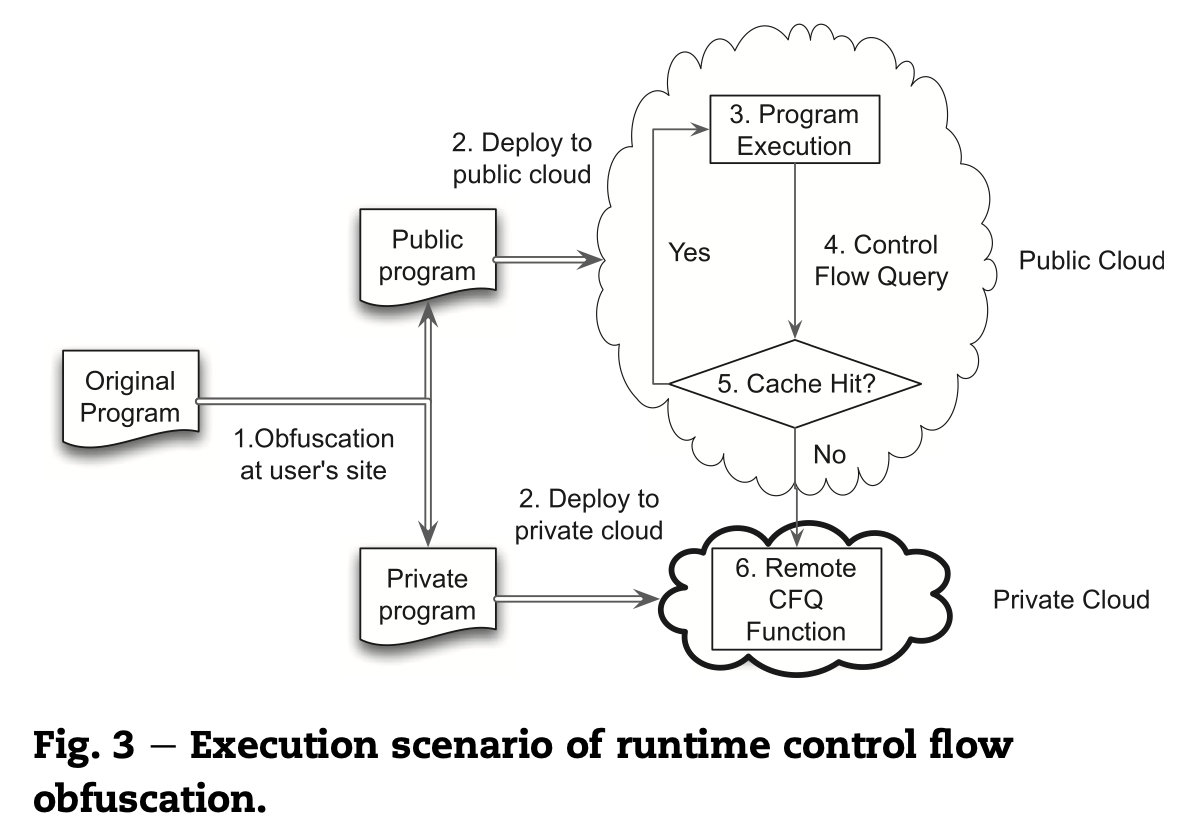 3. Program
Execution
2. Deploy to
public cloud
Public
program
Yes
4. Control
Flow Query
Public Cloud
Original
Program
5. Cache Hit?
1.Obfuscation
at user's site
No
2. Deploy to
private cloud
Private
program
6. Remote
CFQ
Function
Private Cloud
Fig. 3 – Execution scenario of runtime control flow
obfuscation.